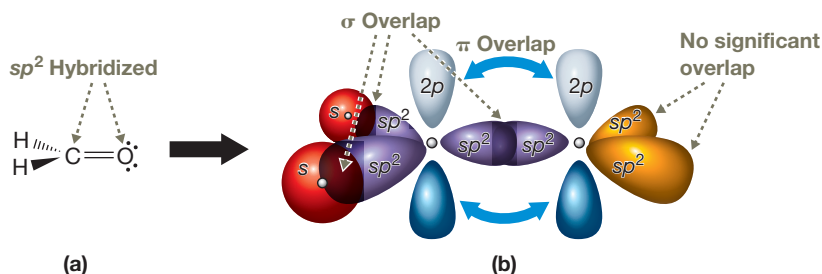 sp² Hybridized
H
H
C
O
(a)
σ Overlap
π Overlap
No significant
overlap
2p
2p
s
sp²
sp²
sp²
sp²
sp²
s
sp²
(b)